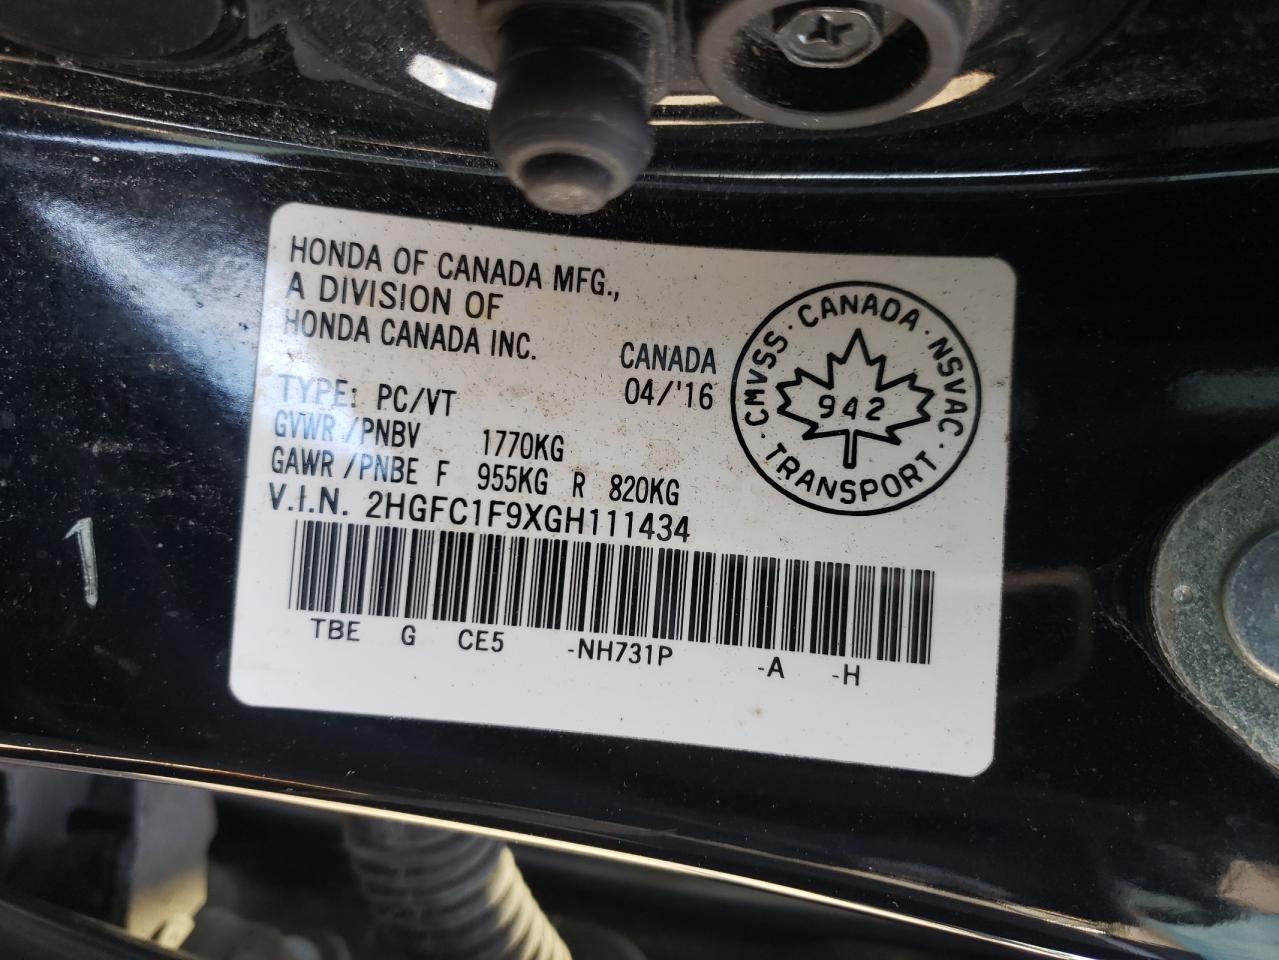 HONDA OF CANADA MFG.,
A DIVISION OF
HONDA CANADA INC.
CANADA
04/'16
TYPE: PC/VT
GVWR/PNBV 1770KG
GAWR/PNBE F 955KG R 820KG
V.I.N. 2HGFC1F9XGH111434
TBE G CE5 -NH731P -A -H
CMVSS · CANADA · NSVAC · TRANSPORT ·
942
1